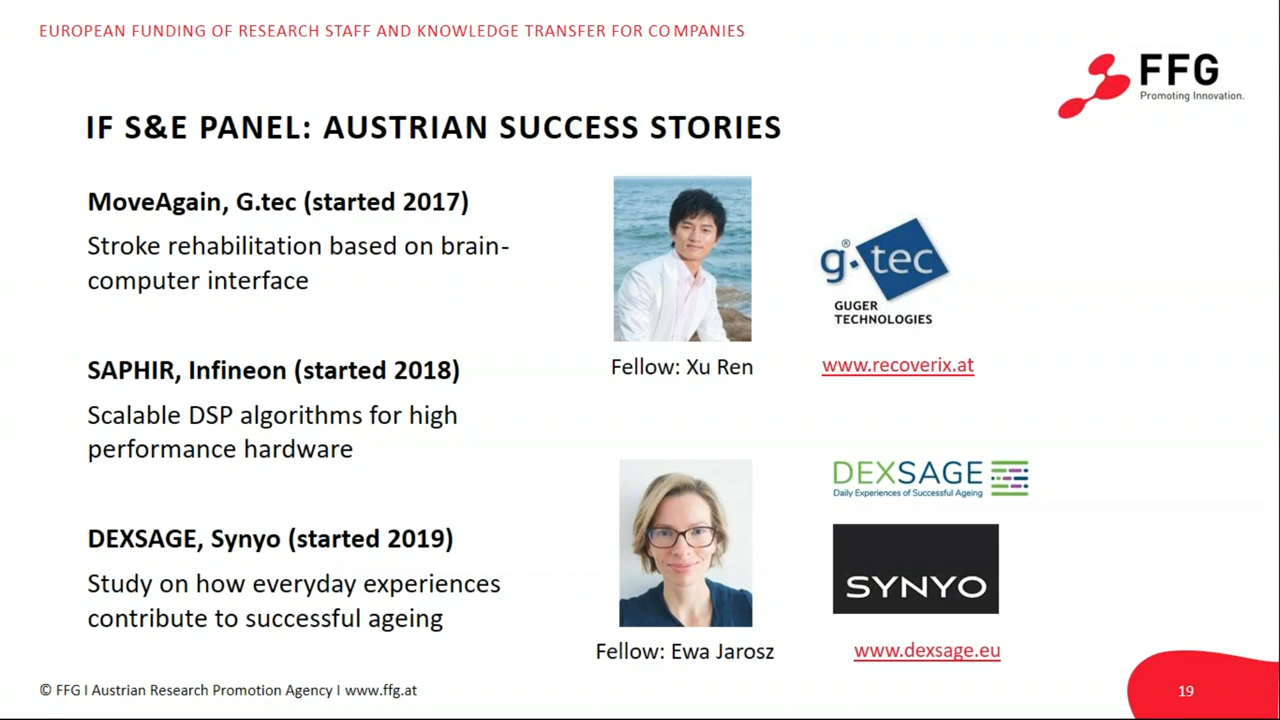 EUROPEAN FUNDING OF RESEARCH STAFF AND KNOWLEDGE TRANSFER FOR COMPANIES
FFG
Promoting Innovation.
IF S&E PANEL: AUSTRIAN SUCCESS STORIES
MoveAgain, G.tec (started 2017)
Stroke rehabilitation based on brain-
computer interface
g.tec®
GUGER
TECHNOLOGIES
Fellow: Xu Ren
www.recoverix.at
SAPHIR, Infineon (started 2018)
Scalable DSP algorithms for high
performance hardware
DEXSAGE
Daily Experiences of Successful Ageing
DEXSAGE, Synyo (started 2019)
Study on how everyday experiences
contribute to successful ageing
SYNYO
Fellow: Ewa Jarosz
www.dexsage.eu
© FFG I Austrian Research Promotion Agency I www.ffg.at
19